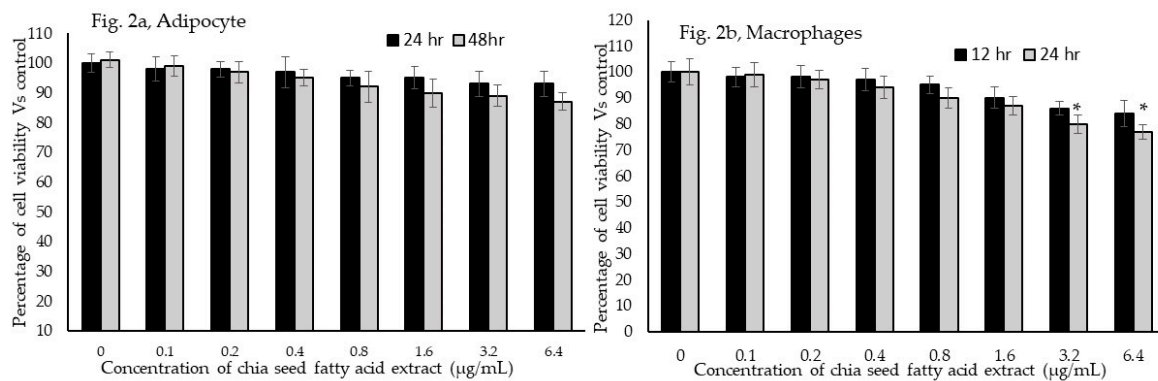 Fig. 2a, Adipocyte
24 hr 48hr
Percentage of cell viability Vs control
110
100
90
80
70
60
50
40
30
20
10
0 0.1 0.2 0.4 0.8 1.6 3.2 6.4
Concentration of chia seed fatty acid extract (µg/mL)
Fig. 2b, Macrophages
12 hr 24 hr
Percentage of cell viability Vs control
120
110
100
90
80
70
60
50
40
30
20
10
0
* *
0 0.1 0.2 0.4 0.8 1.6 3.2 6.4
Concentration of chia seed fatty acid extract (µg/mL)